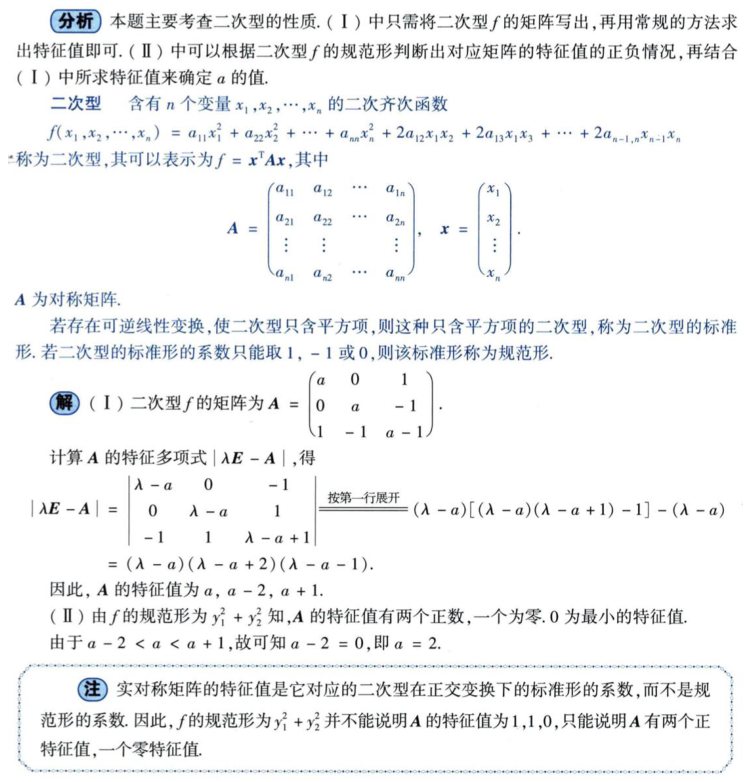 分析 本题主要考查二次型的性质.(Ⅰ)中只需将二次型f的矩阵写出,再用常规的方法求
出特征值即可.(Ⅱ)中可以根据二次型f的规范形判断出对应矩阵的特征值的正负情况,再结合
(Ⅰ)中所求特征值来确定a的值.
二次型 含有n个变量x₁,x₂,⋯,xₙ的二次齐次函数
f(x₁,x₂,⋯,xₙ) = a₁₁x₁² + a₂₂x₂² + ⋯ + aₙₙxₙ² + 2a₁₂x₁x₂ + 2a₁₃x₁x₃ + ⋯ + 2aₙ₋₁,ₙxₙ₋₁xₙ
称为二次型,其可以表示为f = xᵀAx,其中
A = (a₁₁ a₁₂ ⋯ a₁ₙ
a₂₁ a₂₂ ⋯ a₂ₙ
⋮ ⋮ ⋮
aₙ₁ aₙ₂ ⋯ aₙₙ), x = (x₁
x₂
⋮
xₙ).
A为对称矩阵.
若存在可逆线性变换,使二次型只含平方项,则这种只含平方项的二次型,称为二次型的标准
形.若二次型的标准形的系数只能取1,-1或0,则该标准形称为规范形.
解 (Ⅰ)二次型f的矩阵为A = (a 0 1
0 a -1
1 -1 a-1).
计算A的特征多项式|λE - A|,得
|λE - A| = |λ-a 0 -1
0 λ-a 1
-1 1 λ-a+1| 按第一行展开 (λ-a)[(λ-a)(λ-a+1)-1]-(λ-a)
= (λ-a)(λ-a+2)(λ-a-1).
因此, A的特征值为a, a-2, a+1.
(Ⅱ)由f的规范形为y₁² + y₂²知,A的特征值有两个正数,一个为零.0为最小的特征值.
由于a-2 < a < a+1,故可知a-2 = 0,即a = 2.
注 实对称矩阵的特征值是它对应的二次型在正交变换下的标准形的系数,而不是规
范形的系数.因此,f的规范形为y₁² + y₂²并不能说明A的特征值为1,1,0,只能说明A有两个正
特征值,一个零特征值.